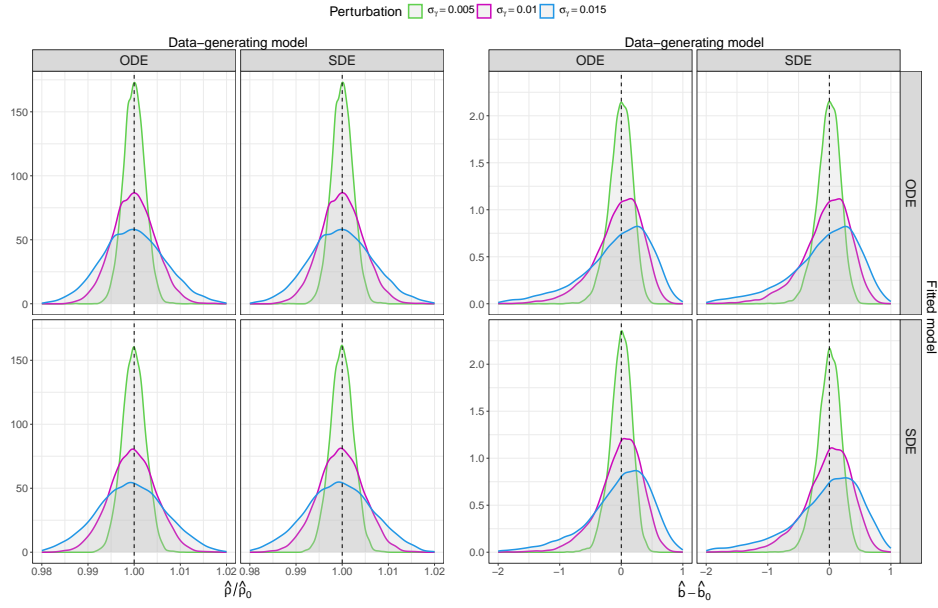 Perturbation σγ = 0.005 σγ = 0.01 σγ = 0.015
Data−generating model Data−generating model
ODE SDE ODE SDE
150
100
50
0
2.0
1.5
1.0
0.5
0.0
ODE
150
100
50
0
2.0
1.5
1.0
0.5
0.0
SDE
Fitted model
0.98 0.99 1.00 1.01 1.02 0.98 0.99 1.00 1.01 1.02 −2 −1 0 1 −2 −1 0 1
ρ̂/ρ̂₀ b̂−b̂₀